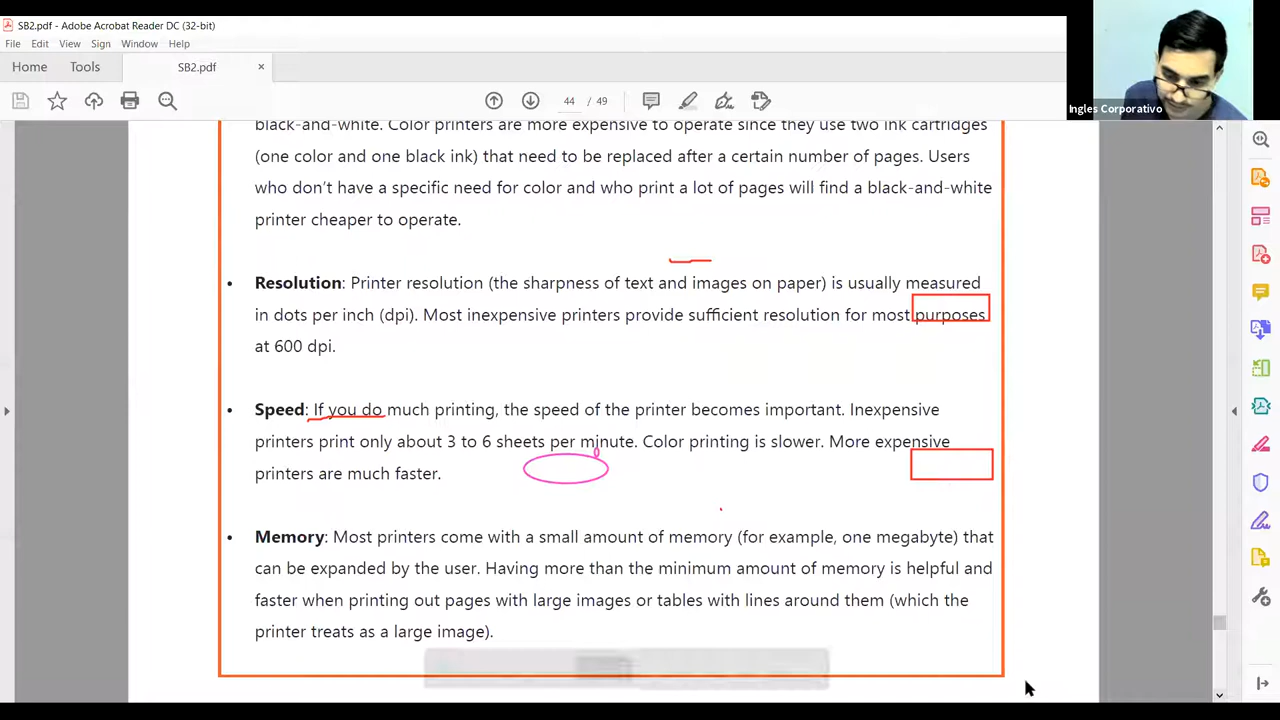 SB2.pdf - Adobe Acrobat Reader DC (32-bit)
File Edit View Sign Window Help
Home Tools SB2.pdf ×
44 / 49
Ingles Corporativo
black-and-white. Color printers are more expensive to operate since they use two ink cartridges
(one color and one black ink) that need to be replaced after a certain number of pages. Users
who don’t have a specific need for color and who print a lot of pages will find a black-and-white
printer cheaper to operate.
• Resolution: Printer resolution (the sharpness of text and images on paper) is usually measured
in dots per inch (dpi). Most inexpensive printers provide sufficient resolution for most purposes
at 600 dpi.
• Speed: If you do much printing, the speed of the printer becomes important. Inexpensive
printers print only about 3 to 6 sheets per minute. Color printing is slower. More expensive
printers are much faster.
• Memory: Most printers come with a small amount of memory (for example, one megabyte) that
can be expanded by the user. Having more than the minimum amount of memory is helpful and
faster when printing out pages with large images or tables with lines around them (which the
printer treats as a large image).